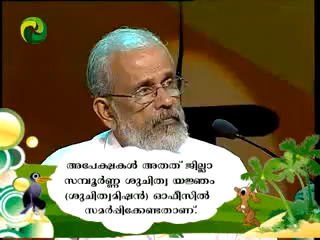 അപേക്ഷകൾ അതത് ജില്ലാ
സമ്പൂർണ്ണ ശുചിത്വ യജ്ഞം
(ശുചിത്വമിഷൻ) ഓഫീസിൽ
സമർപ്പിക്കേണ്ടതാണ്.